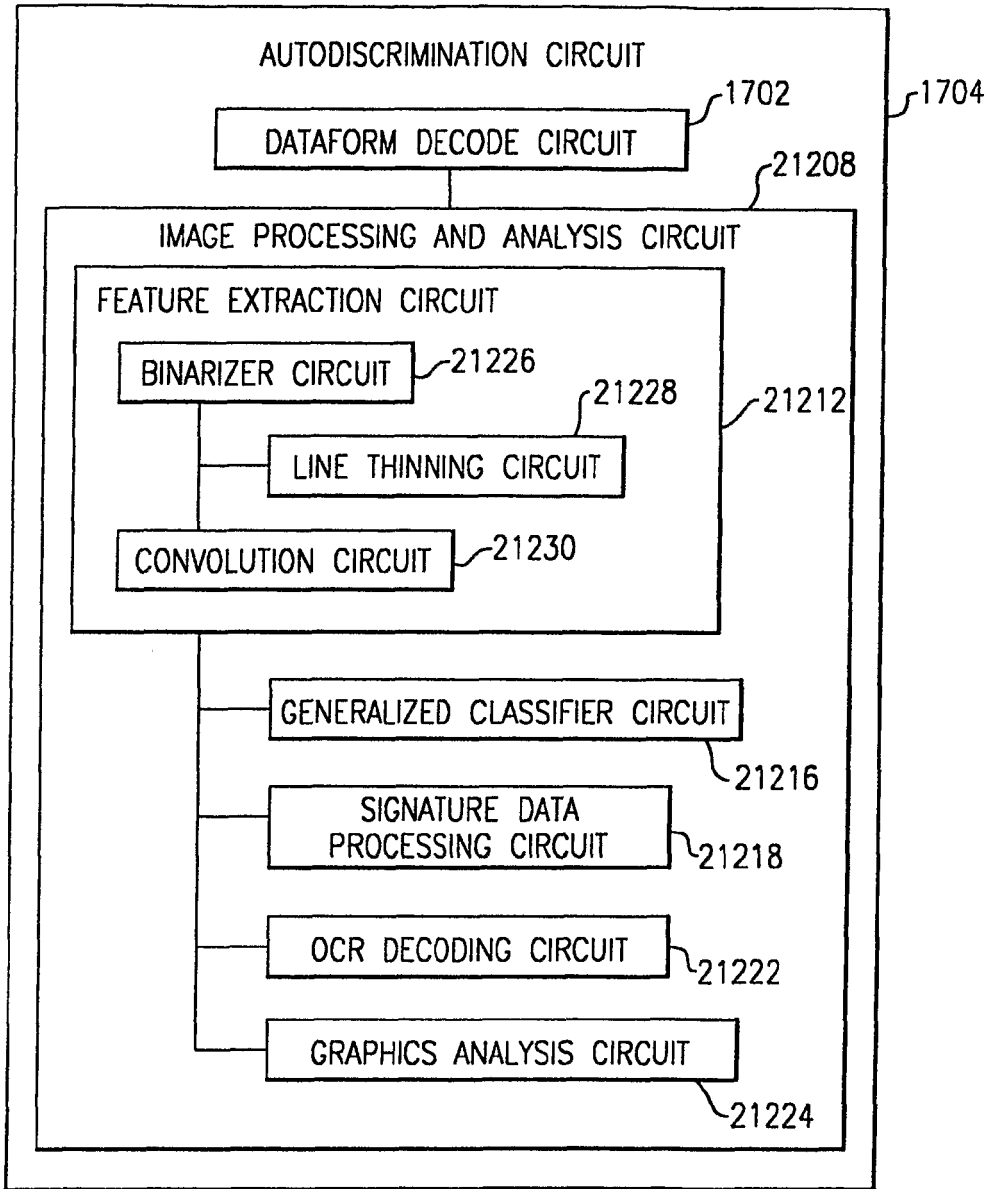 AUTODISCRIMINATION CIRCUIT
1702
1704
DATAFORM DECODE CIRCUIT
21208
IMAGE PROCESSING AND ANALYSIS CIRCUIT
FEATURE EXTRACTION CIRCUIT
BINARIZER CIRCUIT
21226
21228
21212
LINE THINNING CIRCUIT
CONVOLUTION CIRCUIT
21230
GENERALIZED CLASSIFIER CIRCUIT
21216
SIGNATURE DATA
PROCESSING CIRCUIT
21218
OCR DECODING CIRCUIT
21222
GRAPHICS ANALYSIS CIRCUIT
21224